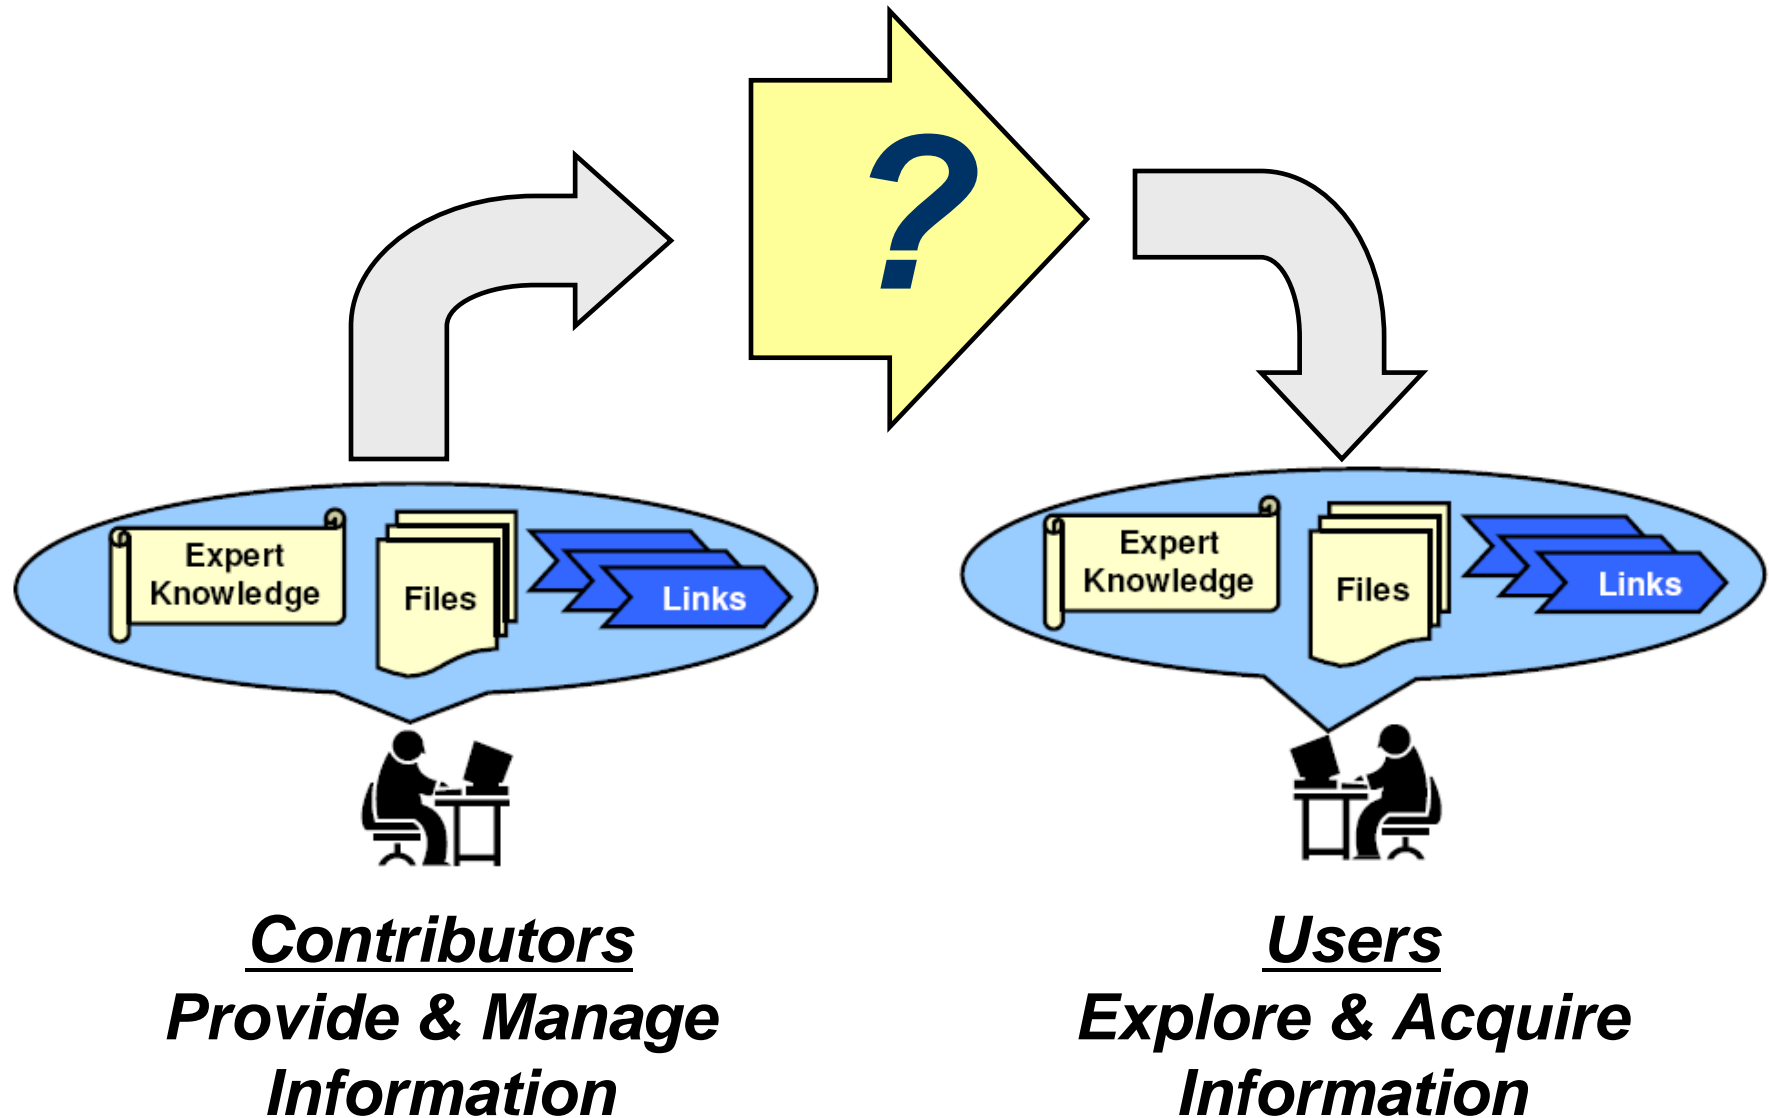 ?
Expert
Knowledge
Files
Links
Expert
Knowledge
Files
Links
Contributors
Provide & Manage
Information
Users
Explore & Acquire
Information